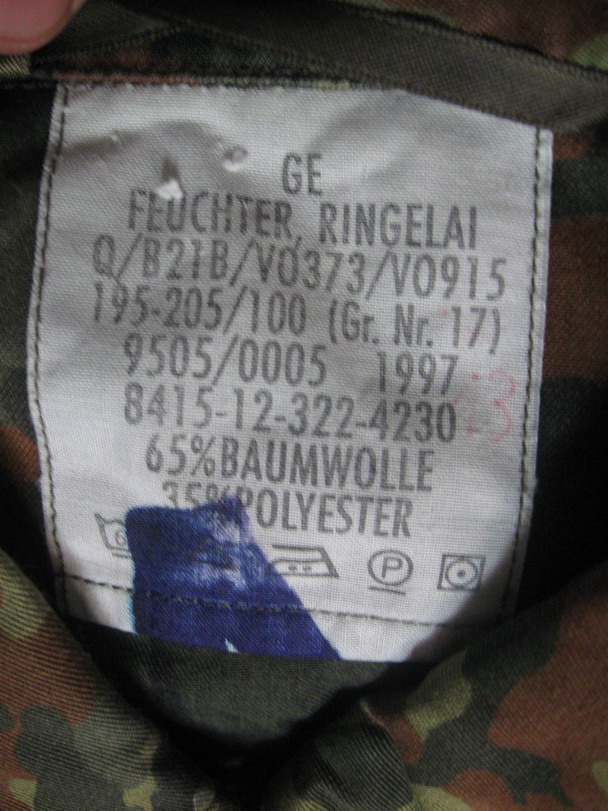 GE
FEUCHTER, RINGELAI
Q/B21B/V0373/V0915
195-205/100 (Gr. Nr. 17)
9505/0005 1997
8415-12-322-4230
65%BAUMWOLLE
35%POLYESTER
P